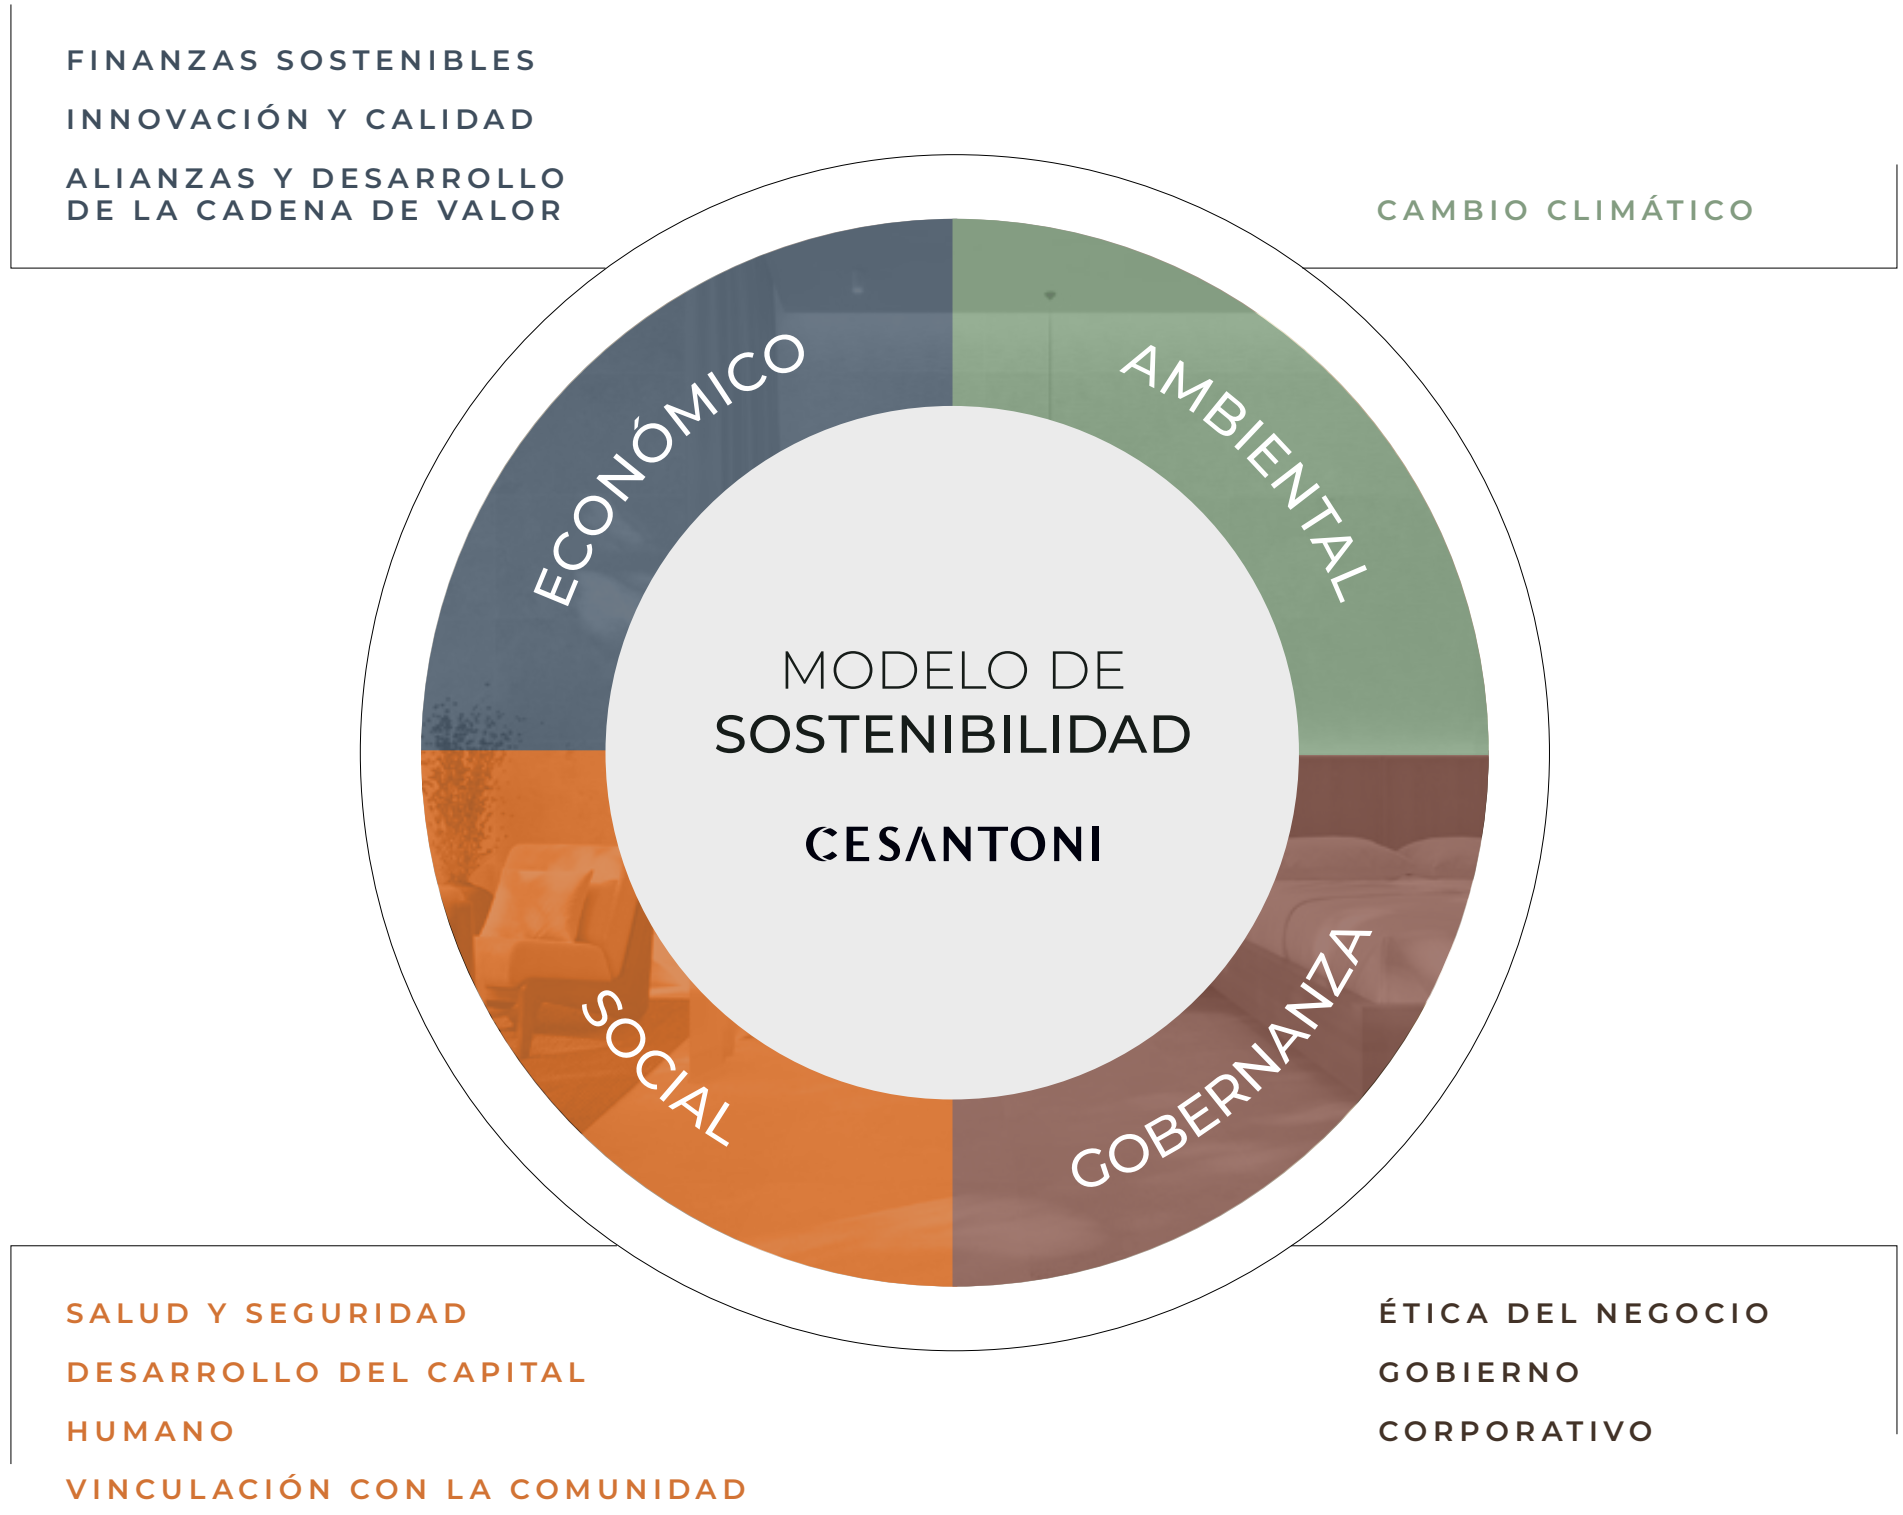 FINANZAS SOSTENIBLES
INNOVACIÓN Y CALIDAD
ALIANZAS Y DESARROLLO
DE LA CADENA DE VALOR
CAMBIO CLIMÁTICO
ECONÓMICO
AMBIENTAL
MODELO DE
SOSTENIBILIDAD
CESANTONI
SOCIAL
GOBERNANZA
SALUD Y SEGURIDAD
DESARROLLO DEL CAPITAL
HUMANO
VINCULACIÓN CON LA COMUNIDAD
ÉTICA DEL NEGOCIO
GOBIERNO
CORPORATIVO